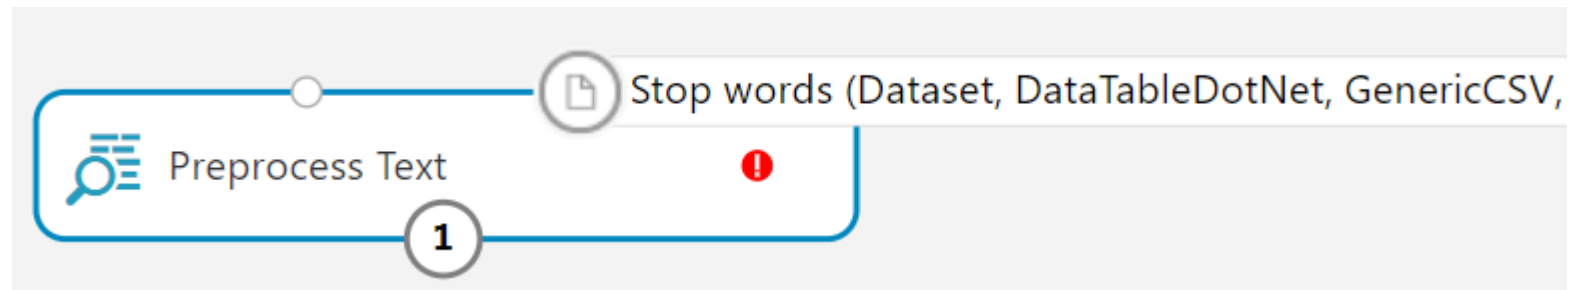 Stop words (Dataset, DataTableDotNet, GenericCSV,
Preprocess Text
1